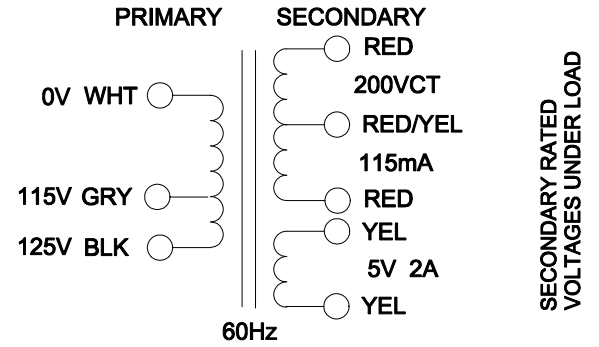 PRIMARY
SECONDARY
0V WHT
115V GRY
125V BLK
RED
200VCT
RED/YEL
115mA
RED
YEL
5V 2A
YEL
60Hz
SECONDARY RATED
VOLTAGES UNDER LOAD